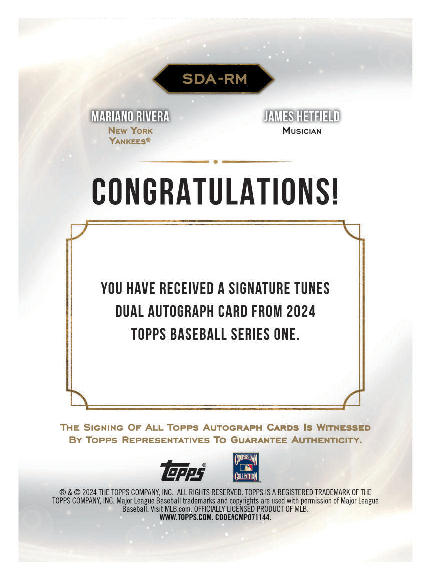 SDA-RM
MARIANO RIVERA
NEW YORK
YANKEES®
JAMES HETFIELD
MUSICIAN
CONGRATULATIONS!
YOU HAVE RECEIVED A SIGNATURE TUNES
DUAL AUTOGRAPH CARD FROM 2024
TOPPS BASEBALL SERIES ONE.
THE SIGNING OF ALL TOPPS AUTOGRAPH CARDS IS WITNESSED
BY TOPPS REPRESENTATIVES TO GUARANTEE AUTHENTICITY.
topps®
COOPERSTOWN
COLLECTION
® & © 2024 THE TOPPS COMPANY, INC. ALL RIGHTS RESERVED. TOPPS IS A REGISTERED TRADEMARK OF THE
TOPPS COMPANY, INC. Major League Baseball trademarks and copyrights are used with permission of Major League
Baseball. Visit MLB.com. OFFICIALLY LICENSED PRODUCT OF MLB.
WWW.TOPPS.COM. CODE#CMP071144.